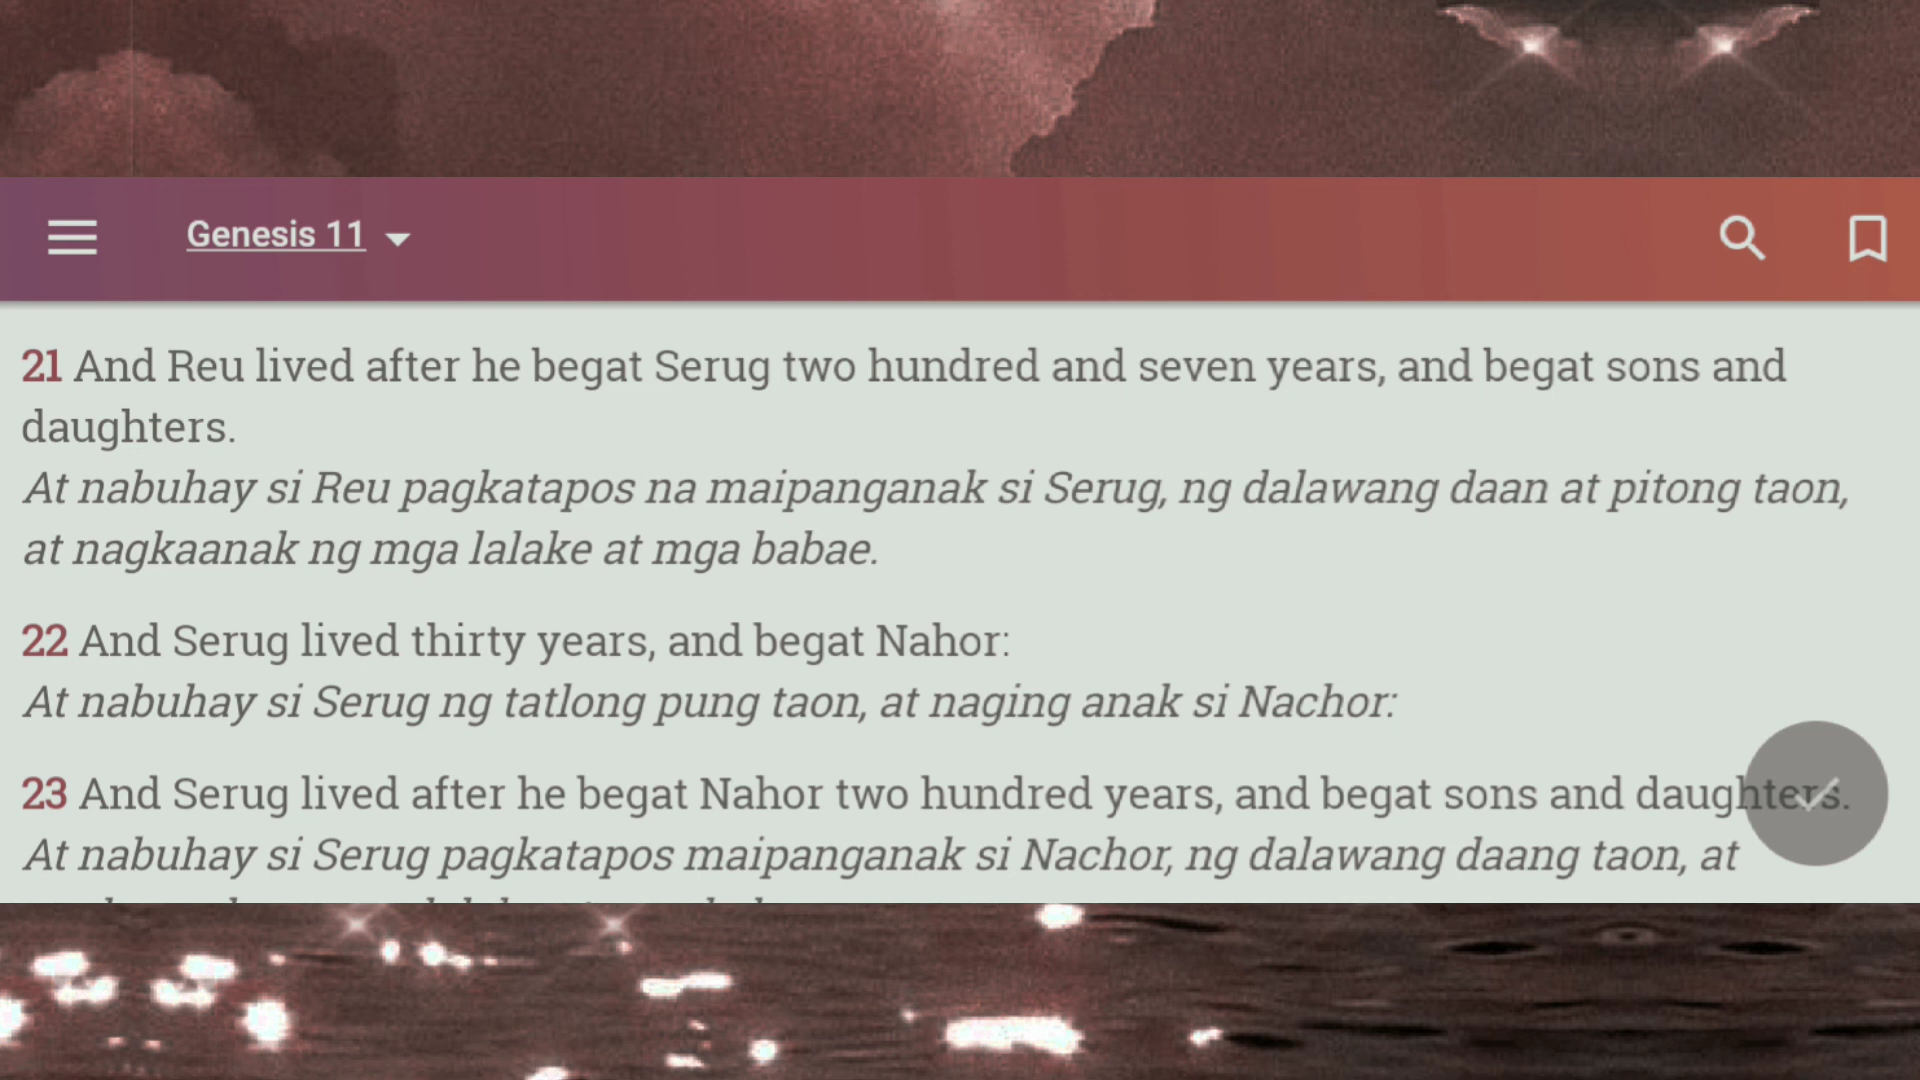 Genesis 11
21 And Reu lived after he begat Serug two hundred and seven years, and begat sons and
daughters.
At nabuhay si Reu pagkatapos na maipanganak si Serug, ng dalawang daan at pitong taon,
at nagkaanak ng mga lalake at mga babae.
22 And Serug lived thirty years, and begat Nahor:
At nabuhay si Serug ng tatlong pung taon, at naging anak si Nachor:
23 And Serug lived after he begat Nahor two hundred years, and begat sons and daughters.
At nabuhay si Serug pagkatapos maipanganak si Nachor, ng dalawang daang taon, at